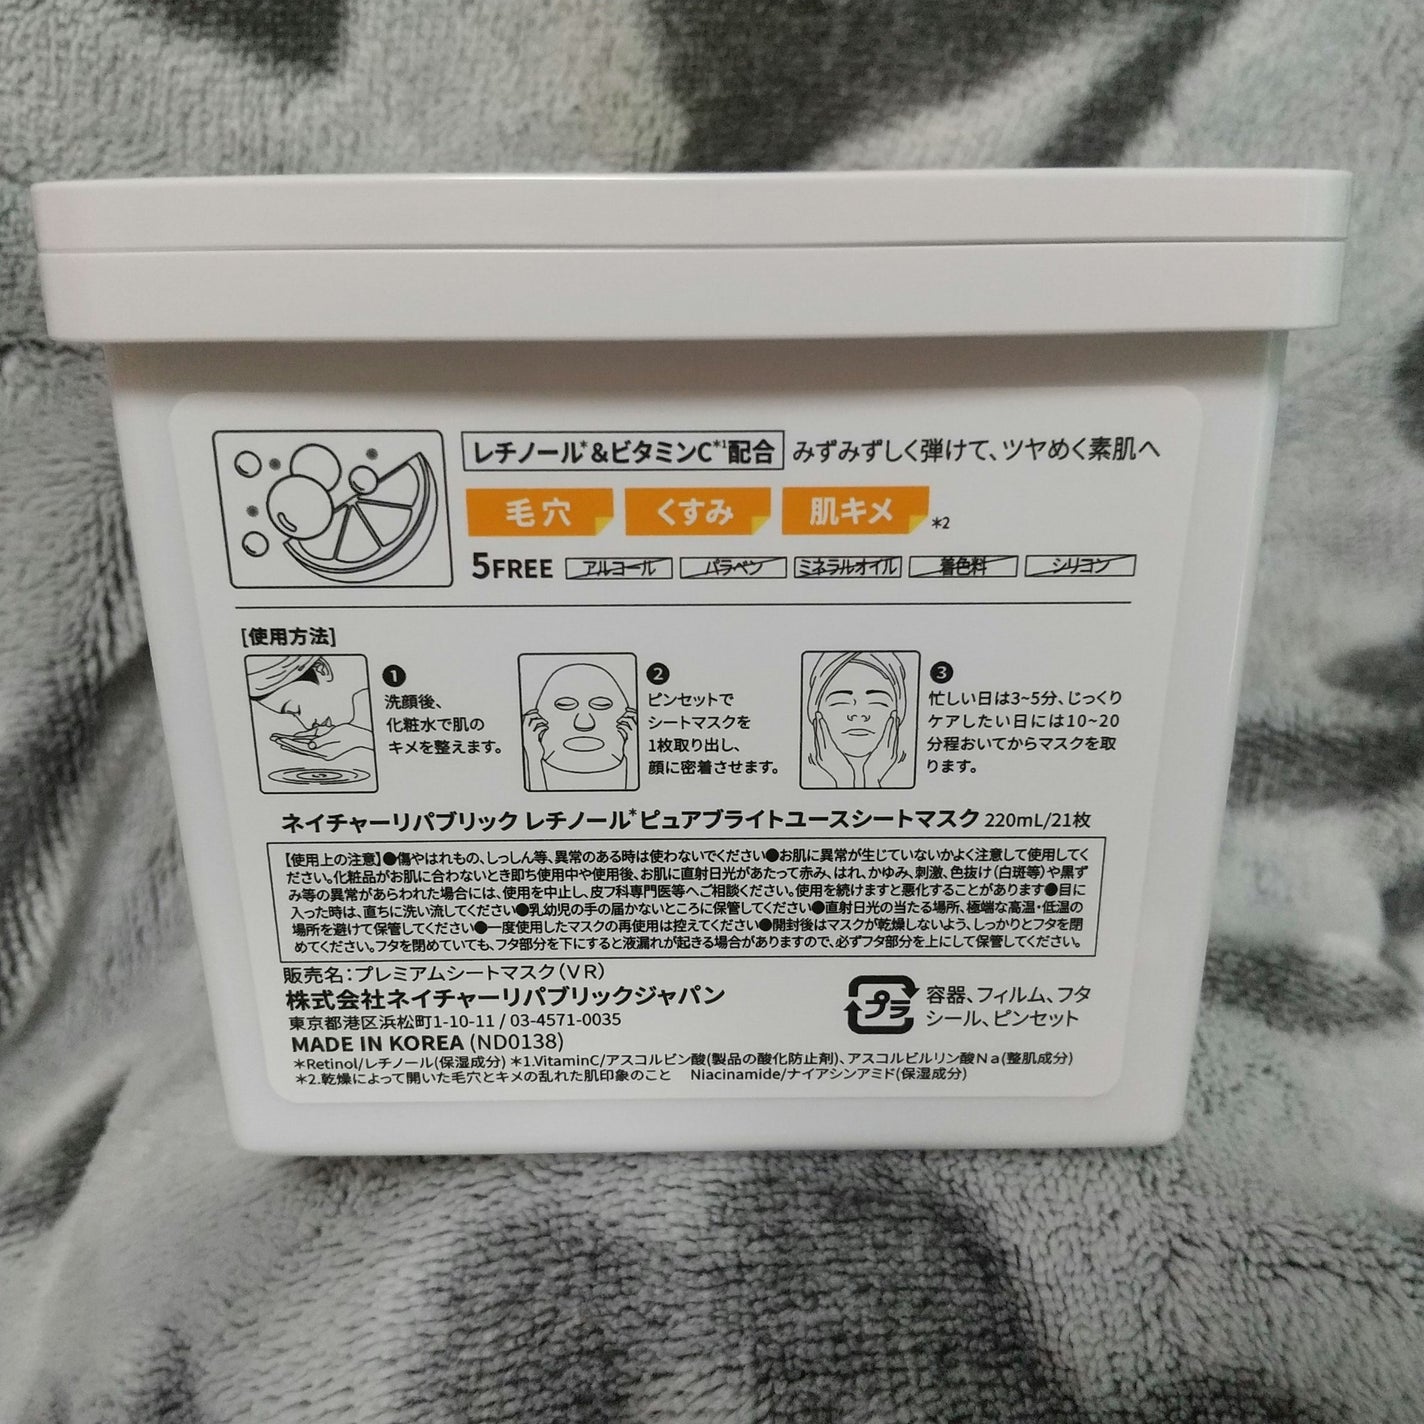 レチノール*&ビタミンC*1配合 みずみずしく弾けて、ツヤめく素肌へ
毛穴 くすみ 肌キメ *2
5FREE アルコール パラベン ミネラルオイル 着色料 シリコン
[使用方法]
1
洗顔後、
化粧水で肌の
キメを整えます。
2
ピンセットで
シートマスクを
1枚取り出し、
顔に密着させます。
3
忙しい日は3~5分、じっくり
ケアしたい日には10~20
分程おいてからマスクを取
ります。
ネイチャーリパブリック レチノール*ピュアブライトユースシートマスク 220mL/21枚
【使用上の注意】●傷やはれもの、しっしん等、異常のある時は使わないでください●お肌に異常が生じていないかよく注意して使用してく
ださい。化粧品がお肌に合わないとき即ち使用中や使用後、お肌に直射日光があたって赤み、はれ、かゆみ、刺激、色抜け(白斑等)や黒ず
み等の異常があらわれた場合には、使用を中止し、皮フ科専門医等へご相談ください。使用を続けますと悪化することがあります●目に
入った時は、直ちに洗い流してください●乳幼児の手の届かないところに保管してください●直射日光の当たる場所、極端な高温・低温の
場所を避けて保管してください●一度使用したマスクの再使用は控えてください●開封後はマスクが乾燥しないよう、しっかりとフタを閉
めてください。フタを閉めていても、フタ部分を下にすると液漏れが起きる場合がありますので、必ずフタ部分を上にして保管してください。
販売名:プレミアムシートマスク(VR)
株式会社ネイチャーリパブリックジャパン
東京都港区浜松町1-10-11 / 03-4571-0035
MADE IN KOREA (ND0138)
プラ
容器、フィルム、フタ
シール、ピンセット
*Retinol/レチノール(保湿成分) *1.VitaminC/アスコルビン酸(製品の酸化防止剤)、アスコルビルリン酸Na(整肌成分)
*2.乾燥によって開いた毛穴とキメの乱れた肌印象のこと Niacinamide/ナイアシンアミド(保湿成分)